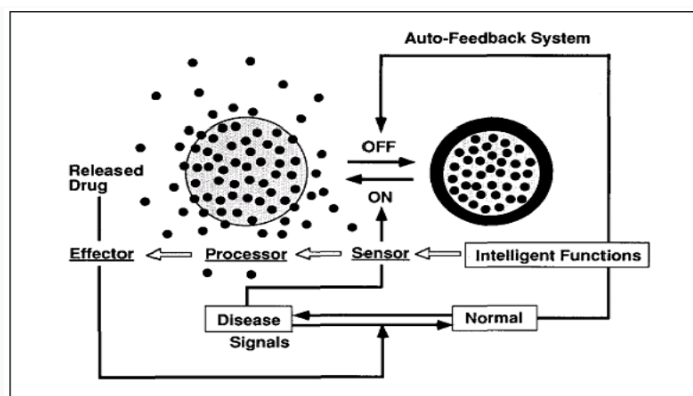 Auto-Feedback System
OFF
Released
Drug
ON
Effector
Processor
Sensor
Intelligent Functions
Disease
Normal
Signals